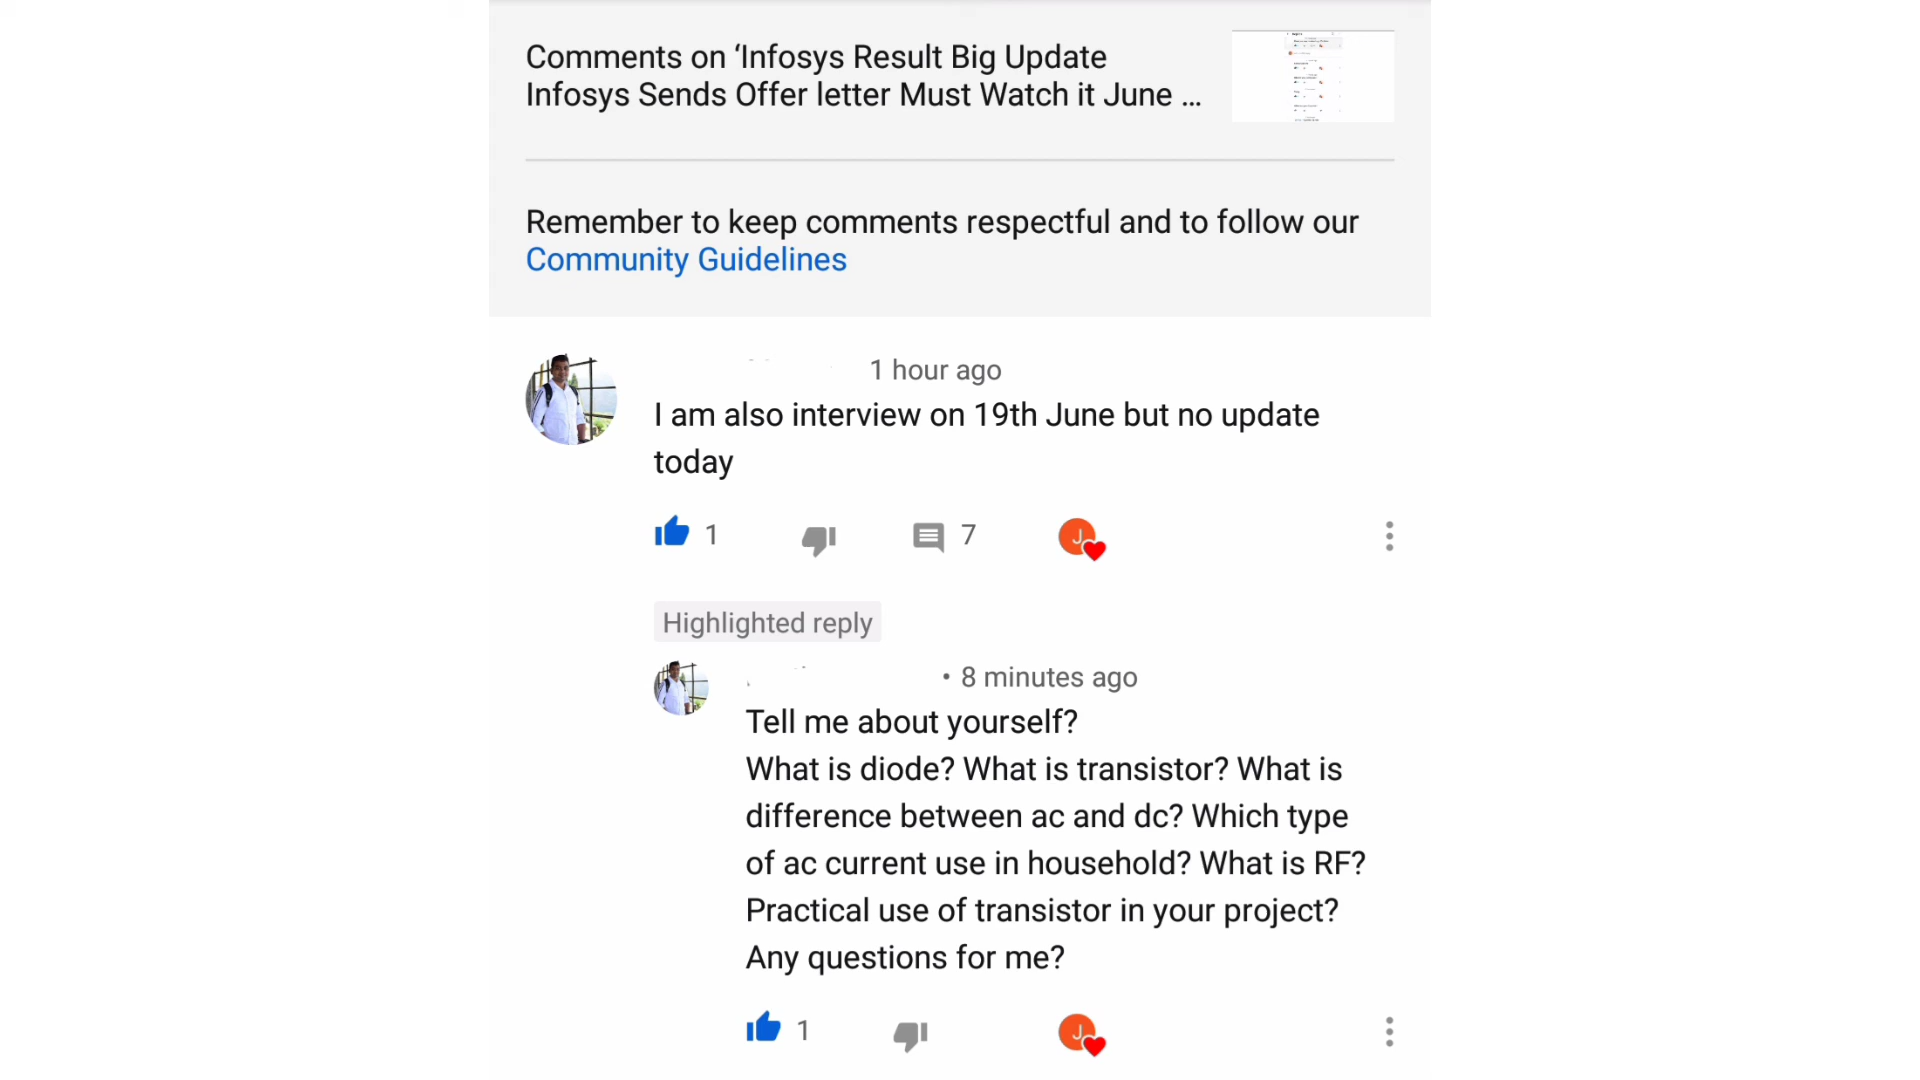 Comments on ‘Infosys Result Big Update
Infosys Sends Offer letter Must Watch it June ...
Remember to keep comments respectful and to follow our
Community Guidelines
1 hour ago
I am also interview on 19th June but no update
today
1
7
J
Highlighted reply
• 8 minutes ago
Tell me about yourself?
What is diode? What is transistor? What is
difference between ac and dc? Which type
of ac current use in household? What is RF?
Practical use of transistor in your project?
Any questions for me?
1
J